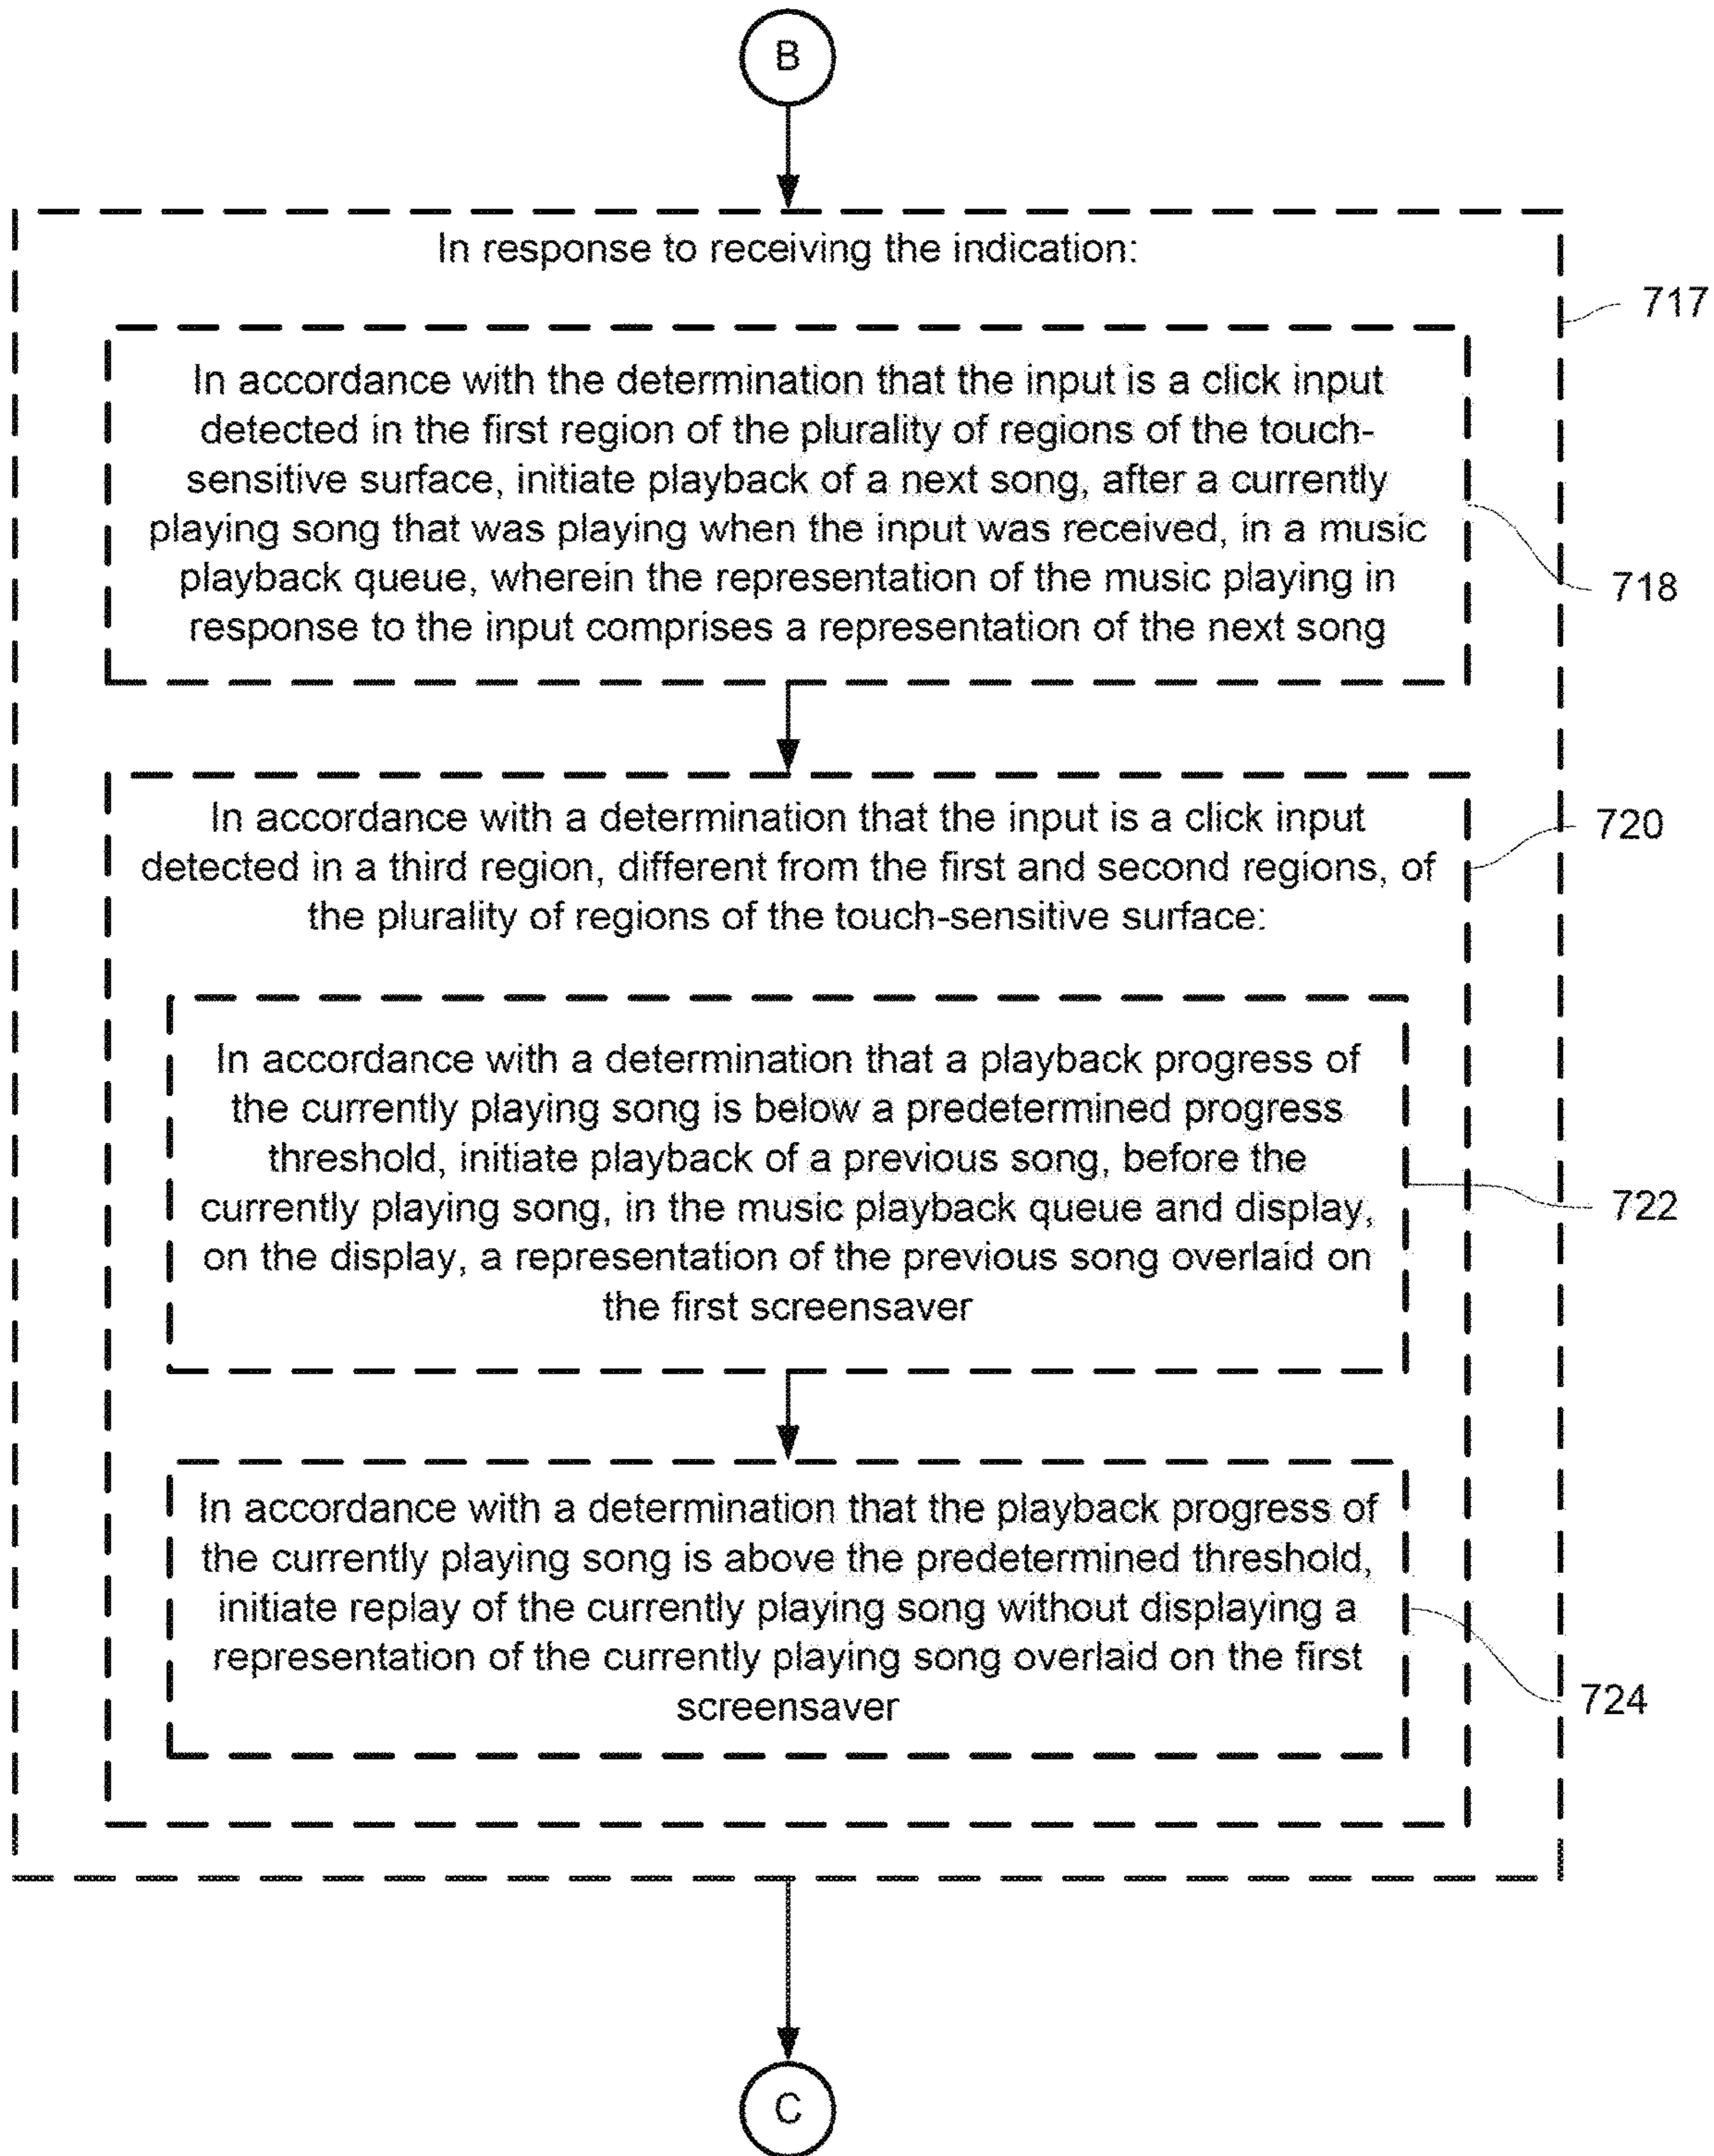 B
In response to receiving the indication:
717
In accordance with the determination that the input is a click input
detected in the first region of the plurality of regions of the touch-
sensitive surface, initiate playback of a next song, after a currently
playing song that was playing when the input was received, in a music
playback queue, wherein the representation of the music playing in
response to the input comprises a representation of the next song
718
In accordance with a determination that the input is a click input
detected in a third region, different from the first and second regions, of
the plurality of regions of the touch-sensitive surface:
720
In accordance with a determination that a playback progress of
the currently playing song is below a predetermined progress
threshold, initiate playback of a previous song, before the
currently playing song, in the music playback queue and display,
on the display, a representation of the previous song overlaid on
the first screensaver
722
In accordance with a determination that the playback progress of
the currently playing song is above the predetermined threshold,
initiate replay of the currently playing song without displaying a
representation of the currently playing song overlaid on the first
screensaver
724
C